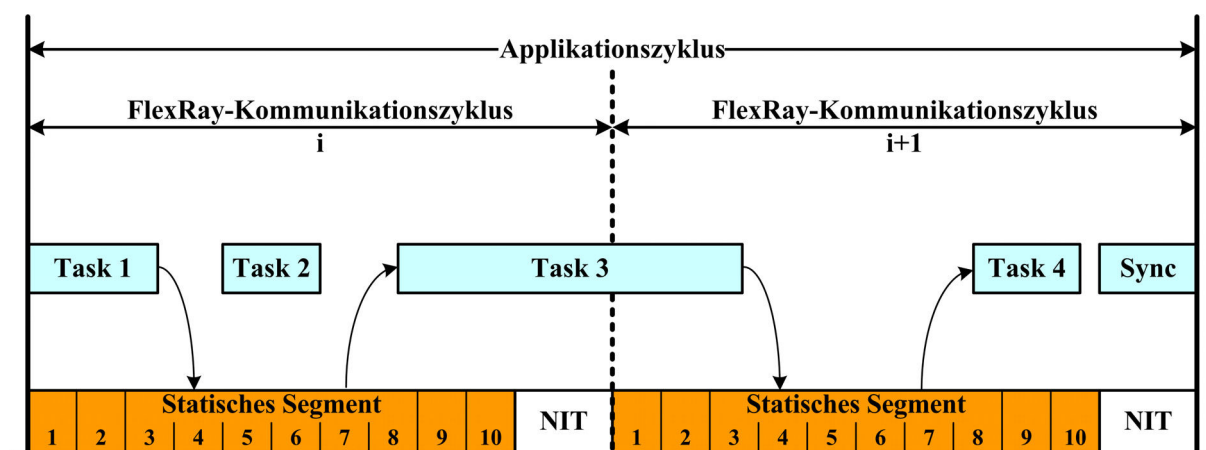 Applikationszyklus
FlexRay-Kommunikationszyklus
i
FlexRay-Kommunikationszyklus
i+1
Task 1
Task 2
Task 3
Task 4
Sync
Statisches Segment
1 2 3 4 5 6 7 8 9 10
NIT
Statisches Segment
1 2 3 4 5 6 7 8 9 10
NIT